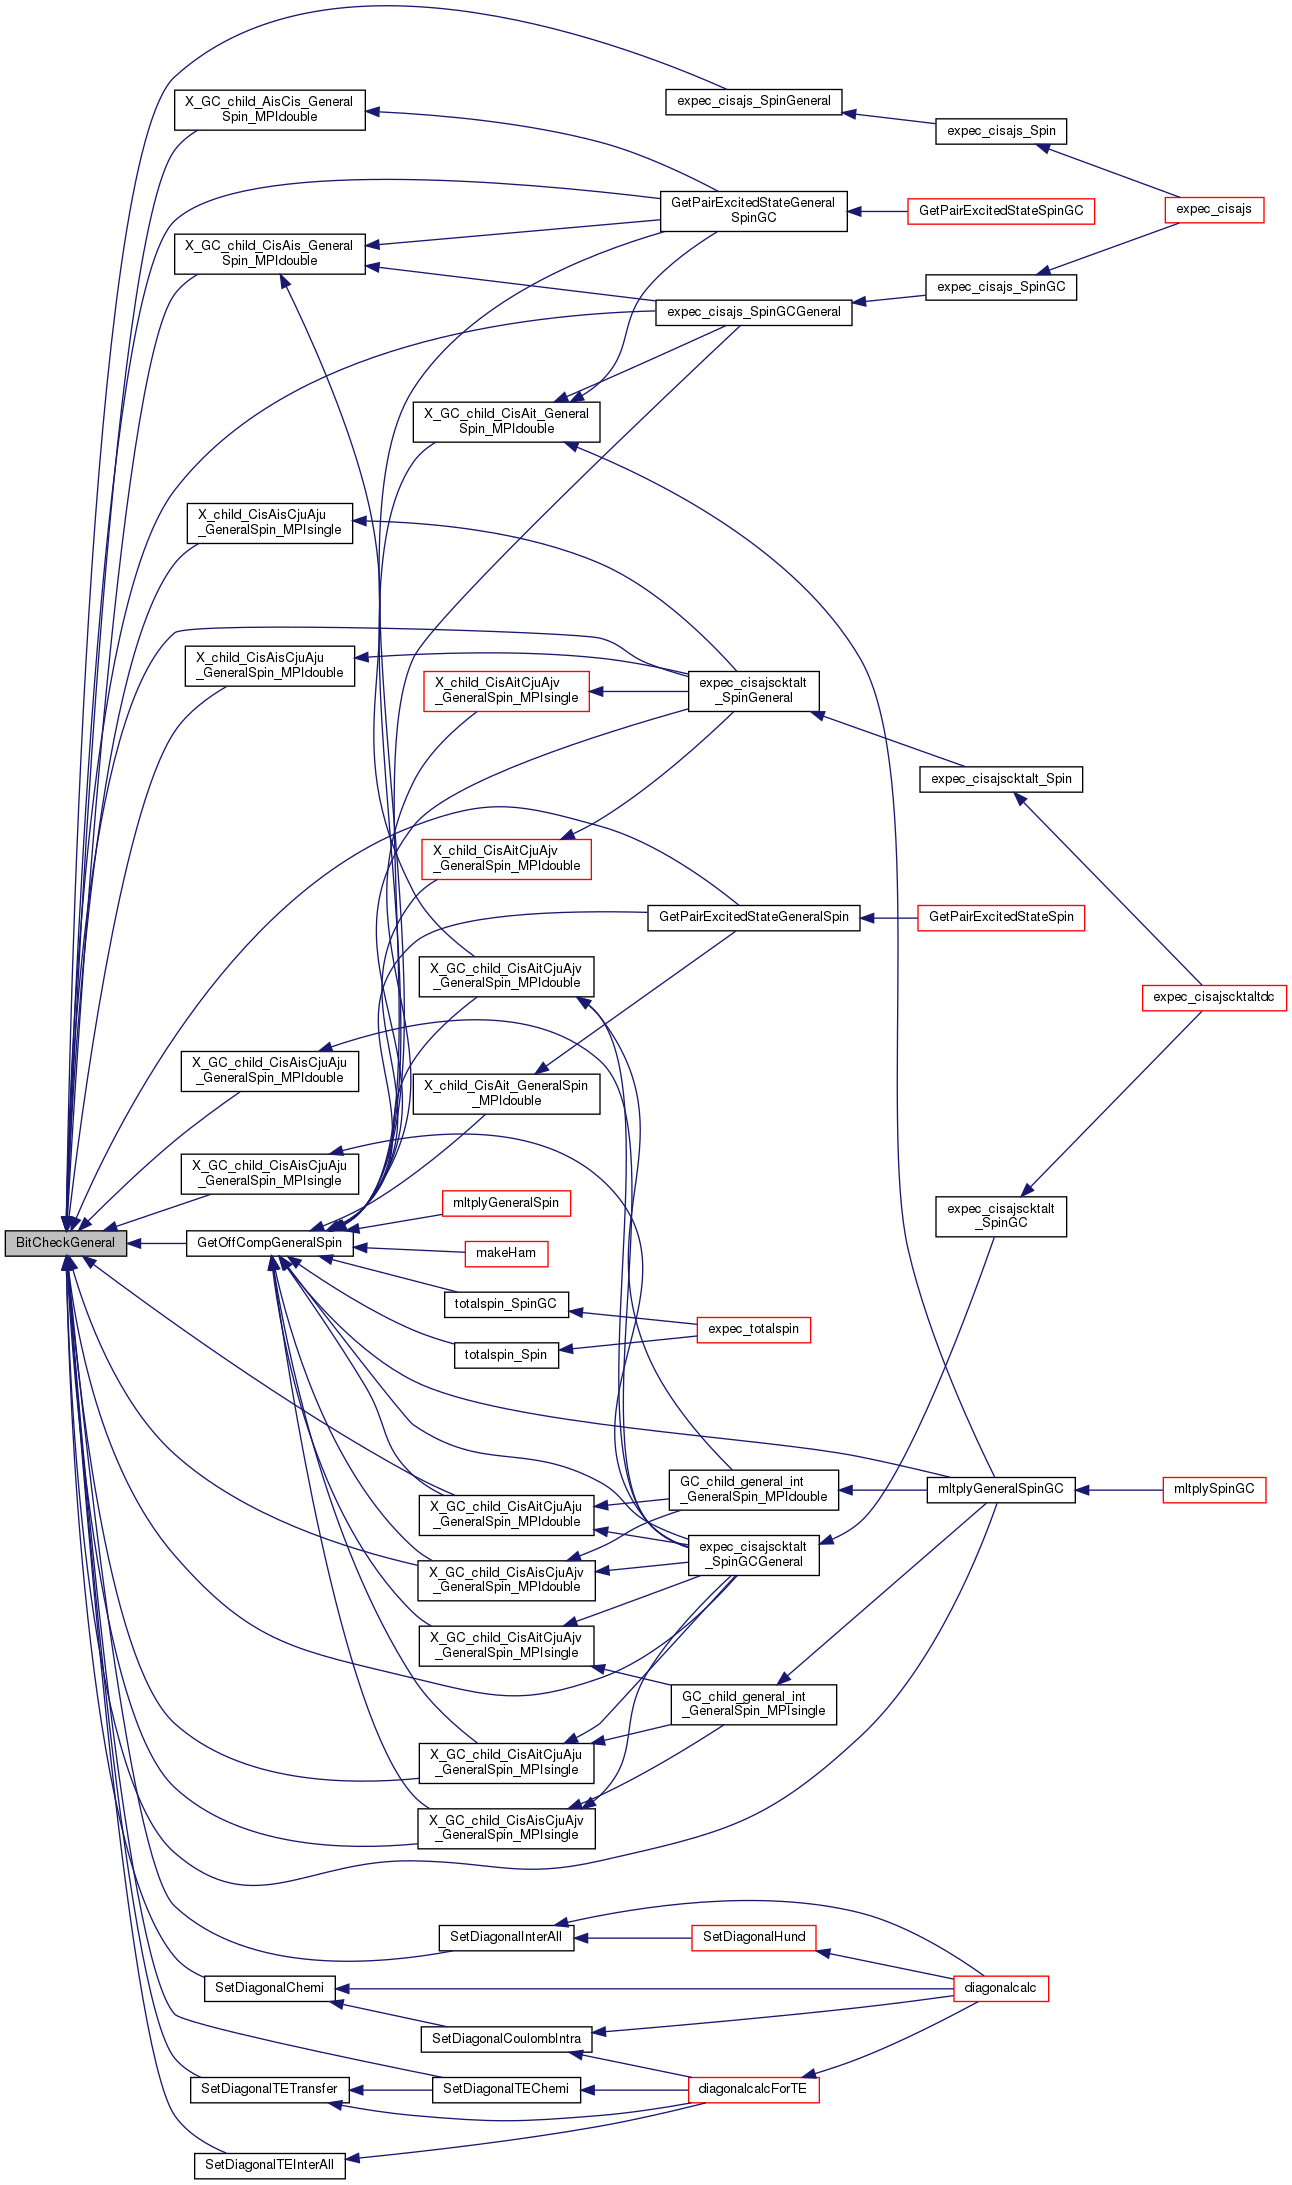 expec_cisajs_SpinGeneral
X_GC_child_AisCis_General
Spin_MPIdouble
expec_cisajs_Spin
GetPairExcitedStateGeneral
SpinGC
GetPairExcitedStateSpinGC
expec_cisajs
X_GC_child_CisAis_General
Spin_MPIdouble
expec_cisajs_SpinGC
expec_cisajs_SpinGCGeneral
X_GC_child_CisAit_General
Spin_MPIdouble
X_child_CisAisCjuAju
_GeneralSpin_MPIsingle
X_child_CisAisCjuAju
_GeneralSpin_MPIdouble
X_child_CisAitCjuAjv
_GeneralSpin_MPIsingle
expec_cisajscktalt
_SpinGeneral
expec_cisajscktalt_Spin
X_child_CisAitCjuAjv
_GeneralSpin_MPIdouble
GetPairExcitedStateGeneralSpin
GetPairExcitedStateSpin
X_GC_child_CisAitCjuAjv
_GeneralSpin_MPIdouble
expec_cisajscktaltdc
X_GC_child_CisAisCjuAju
_GeneralSpin_MPIdouble
X_child_CisAit_GeneralSpin
_MPIdouble
X_GC_child_CisAisCjuAju
_GeneralSpin_MPIsingle
mltplyGeneralSpin
expec_cisajscktalt
_SpinGC
BitCheckGeneral
GetOffCompGeneralSpin
makeHam
totalspin_SpinGC
expec_totalspin
totalspin_Spin
GC_child_general_int
_GeneralSpin_MPIdouble
mltplyGeneralSpinGC
mltplySpinGC
X_GC_child_CisAitCjuAju
_GeneralSpin_MPIdouble
expec_cisajscktalt
_SpinGCGeneral
X_GC_child_CisAisCjuAjv
_GeneralSpin_MPIdouble
X_GC_child_CisAitCjuAjv
_GeneralSpin_MPIsingle
GC_child_general_int
_GeneralSpin_MPIsingle
X_GC_child_CisAitCjuAju
_GeneralSpin_MPIsingle
X_GC_child_CisAisCjuAjv
_GeneralSpin_MPIsingle
SetDiagonalInterAll
SetDiagonalHund
SetDiagonalChemi
diagonalcalc
SetDiagonalCoulombIntra
SetDiagonalTETransfer
SetDiagonalTEChemi
diagonalcalcForTE
SetDiagonalTEInterAll